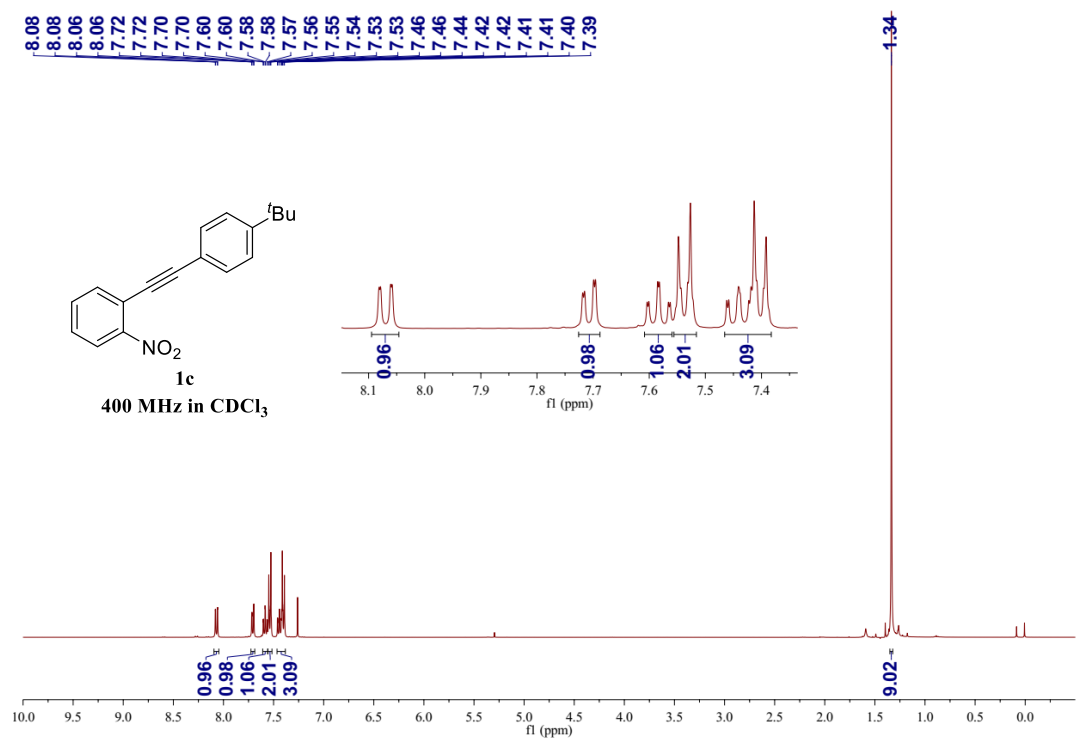 8.08 8.08 8.06 8.06 7.72 7.72 7.70 7.70 7.60 7.60 7.58 7.58 7.57 7.56 7.55 7.54 7.53 7.53 7.46 7.46 7.44 7.42 7.42 7.41 7.41 7.40 7.39
1.34
tBu
NO2
1c
400 MHz in CDCl3
0.96 0.98 1.06 2.01 3.09
8.1 8.0 7.9 7.8 7.7 7.6 7.5 7.4
f1 (ppm)
0.96 0.98 1.06 2.01 3.09 9.02
10.0 9.5 9.0 8.5 8.0 7.5 7.0 6.5 6.0 5.5 5.0 4.5 4.0 3.5 3.0 2.5 2.0 1.5 1.0 0.5 0.0
f1 (ppm)